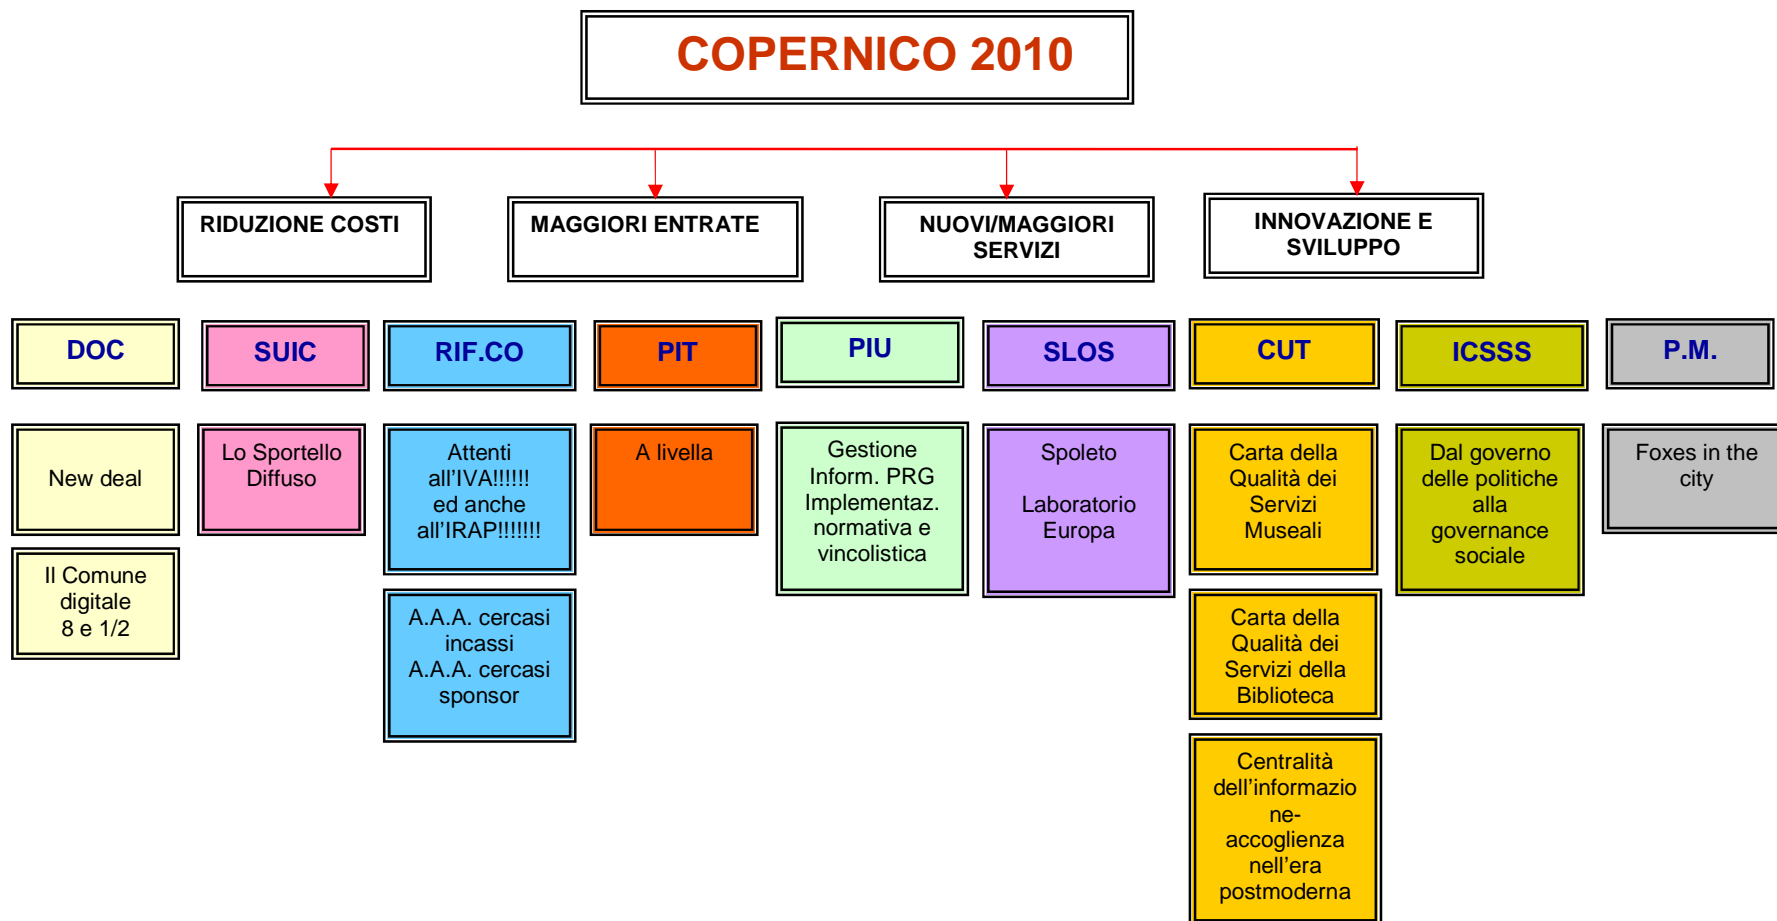 COPERNICO 2010
RIDUZIONE COSTI
MAGGIORI ENTRATE
NUOVI/MAGGIORI
SERVIZI
INNOVAZIONE E
SVILUPPO
DOC
SUIC
RIF.CO
PIT
PIU
SLOS
CUT
ICSSS
P.M.
New deal
Lo Sportello
Diffuso
Attenti
all'IVA!!!!!!
ed anche
all'IRAP!!!!!!!
A livella
Gestione
Inform. PRG
Implementaz.
normativa e
vincolistica
Spoleto
Laboratorio
Europa
Carta della
Qualità dei
Servizi
Museali
Dal governo
delle politiche
alla
governance
sociale
Foxes in the
city
Il Comune
digitale
8 e 1/2
A.A.A. cercasi
incassi
A.A.A. cercasi
sponsor
Carta della
Qualità dei
Servizi della
Biblioteca
Centralità
dell'informazio
ne-
accoglienza
nell'era
postmoderna